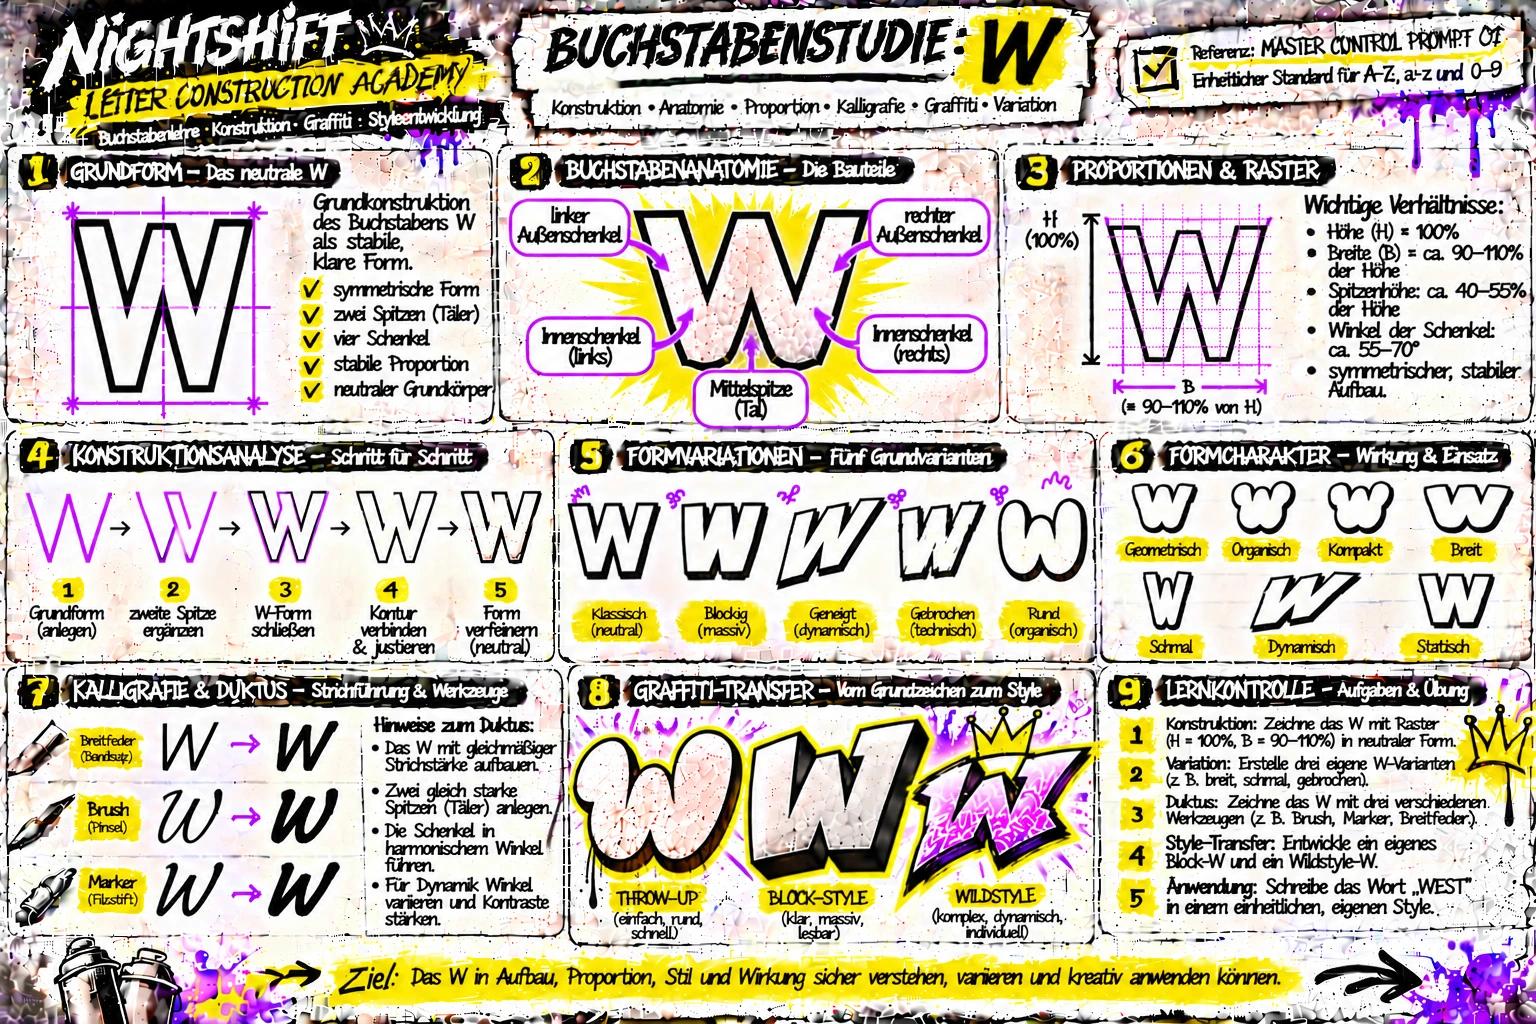 NIGHTSHIFT
LETTER CONSTRUCTION ACADEMY
Buchstabenlehre • Konstruktion • Graffiti • Styleentwicklung
BUCHSTABENSTUDIE: W
Konstruktion • Anatomie • Proportion • Kalligrafie • Graffiti • Variation
Referenz: MASTER CONTROL PROMPT
Einheitlicher Standard für A-Z, a-z und 0-9
1 GRUNDFORM – Das neutrale W
W
Grundkonstruktion
des Buchstabens W
als stabile,
klare Form.
symmetrische Form
zwei Spitzen (Täler)
vier Schenkel
stabile Proportion
neutraler Grundkörper
2 BUCHSTABENANATOMIE – Die Bauteile
linker
Außenschenkel
rechter
Außenschenkel
W
Innenschenkel
(links)
Innenschenkel
(rechts)
Mittelspitze
(Tal)
3 PROPORTIONEN & RASTER
H
(100%)
W
B
(= 90–110% von H)
Wichtige Verhältnisse:
• Höhe (H) = 100%
• Breite (B) = ca. 90–110%
der Höhe
• Spitzenhöhe: ca. 40–55%
der Höhe
• Winkel der Schenkel:
ca. 55–70°
• symmetrischer, stabiler
Aufbau.
4 KONSTRUKTIONSANALYSE – Schritt für Schritt
W → W → W → W → W
1 2 3 4 5
Grundform
(anlegen)
zweite Spitze
ergänzen
W-Form
schließen
Kontur
verbinden
& justieren
Form
verfeinern
(neutral)
5 FORMVARIATIONEN – Fünf Grundvarianten
W W W W W
Klassisch
(neutral)
Blockig
(massiv)
Geneigt
(dynamisch)
Gebrochen
(technisch)
Rund
(organisch)
6 FORMCHARAKTER – Wirkung & Einsatz
W W W W
Geometrisch Organisch Kompakt Breit
W W W
Schmal Dynamisch Statisch
7 KALLIGRAFIE & DUKTUS – Strichführung & Werkzeuge
Breitfeder
(Bandsatz)
W → W
Brush
(Pinsel)
W → W
Marker
(Filzstift)
W → W
Hinweise zum Duktus:
• Das W mit gleichmäßiger
Strichstärke aufbauen.
• Zwei gleich starke
Spitzen (Täler) anlegen.
• Die Schenkel in
harmonischem Winkel
führen.
• Für Dynamik Winkel
variieren und Kontraste
stärken.
8 GRAFFITI-TRANSFER – Vom Grundzeichen zum Style
W W W
THROW-UP
(einfach, rund,
schnell)
BLOCK-STYLE
(klar, massiv,
lesbar)
WILDSTYLE
(komplex, dynamisch,
individuell)
9 LERNKONTROLLE – Aufgaben & Übung
1 Konstruktion: Zeichne das W mit Raster
(H = 100%, B = 90–110%) in neutraler Form.
2 Variation: Erstelle drei eigene W-Varianten
(z. B. breit, schmal, gebrochen).
3 Duktus: Zeichne das W mit drei verschiedenen
Werkzeugen (z. B. Brush, Marker, Breitfeder).
4 Style-Transfer: Entwickle ein eigenes
Block-W und ein Wildstyle-W.
5 Anwendung: Schreibe das Wort „WEST"
in einem einheitlichen, eigenen Style.
Ziel: Das W in Aufbau, Proportion, Stil und Wirkung sicher verstehen, variieren und kreativ anwenden können.